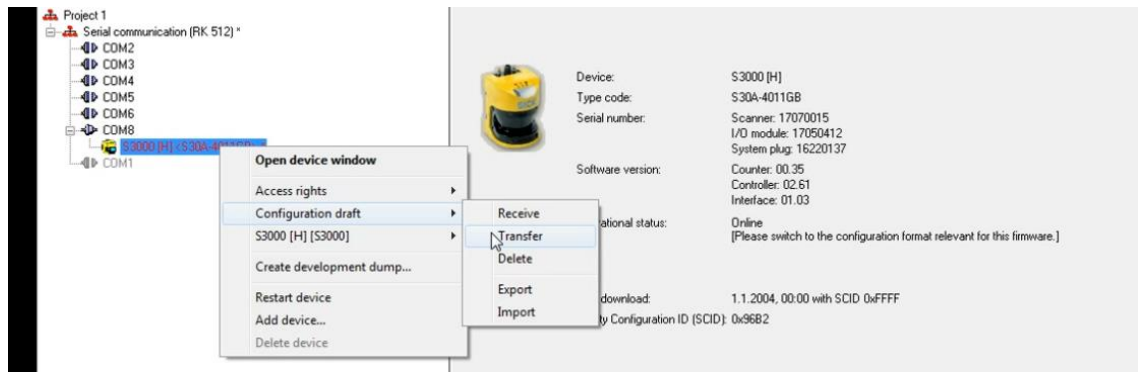 Project 1
Serial communication (RK 512) *
COM2
COM3
COM4
COM5
COM6
COM8
S3000 [H] (S30A-4011GB) *
COM1
Open device window
Access rights
Configuration draft
S3000 [H] [S3000]
Create development dump...
Restart device
Add device...
Delete device
Receive
Transfer
Delete
Export
Import
SICK
Device: S3000 [H]
Type code: S30A-4011GB
Serial number: Scanner: 17070015
I/O module: 17050412
System plug: 16220137
Software version: Counter: 00.35
Controller: 02.61
Interface: 01.03
ational status: Online
[Please switch to the configuration format relevant for this firmware.]
download: 1.1.2004, 00:00 with SCID 0xFFFF
ty Configuration ID (SCID): 0x96B2